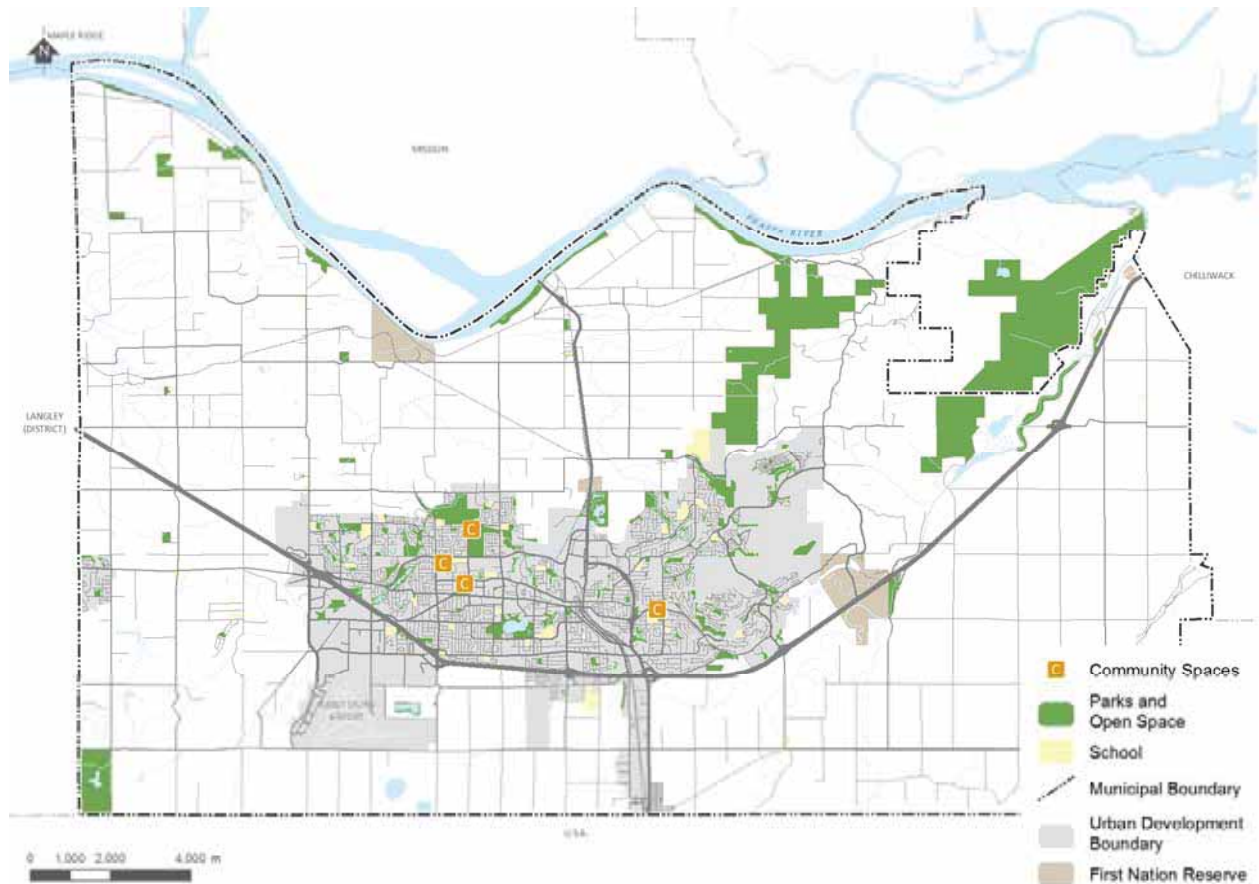 MAPLE RIDGE
N
MISSION
FRASER RIVER
CHILLIWACK
LANGLEY
(DISTRICT)
C
C
C
C
AIRPORT
U.S.A.
C Community Spaces
Parks and
Open Space
School
Municipal Boundary
Urban Development
Boundary
First Nation Reserve
0 1.000 2.000 4.000 m